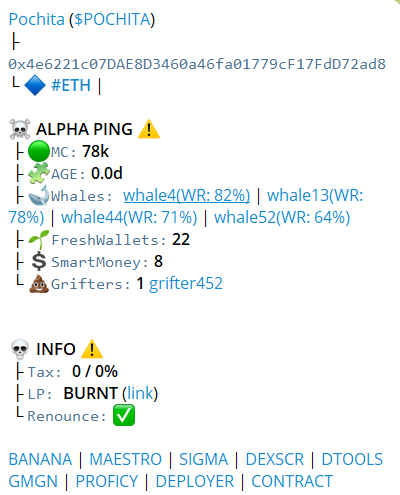 Pochita ($POCHITA)
├
0x4e6221c07DAE8D3460a46fa01779cF17FdD72ad8
└ 🔷 #ETH |
☠️ ALPHA PING ⚠️
├ 🟢MC: 78k
├ 🧩AGE: 0.0d
├ 🐋Whales: whale4(WR: 82%) | whale13(WR:
78%) | whale44(WR: 71%) | whale52(WR: 64%)
├ 🌱FreshWallets: 22
├ 💲SmartMoney: 8
└ 💩Grifters: 1 grifter452
💀 INFO ⚠️
├ Tax: 0 / 0%
├ LP: BURNT (link)
└ Renounce: ✅
BANANA | MAESTRO | SIGMA | DEXSCR | DTOOLS
GMGN | PROFICY | DEPLOYER | CONTRACT